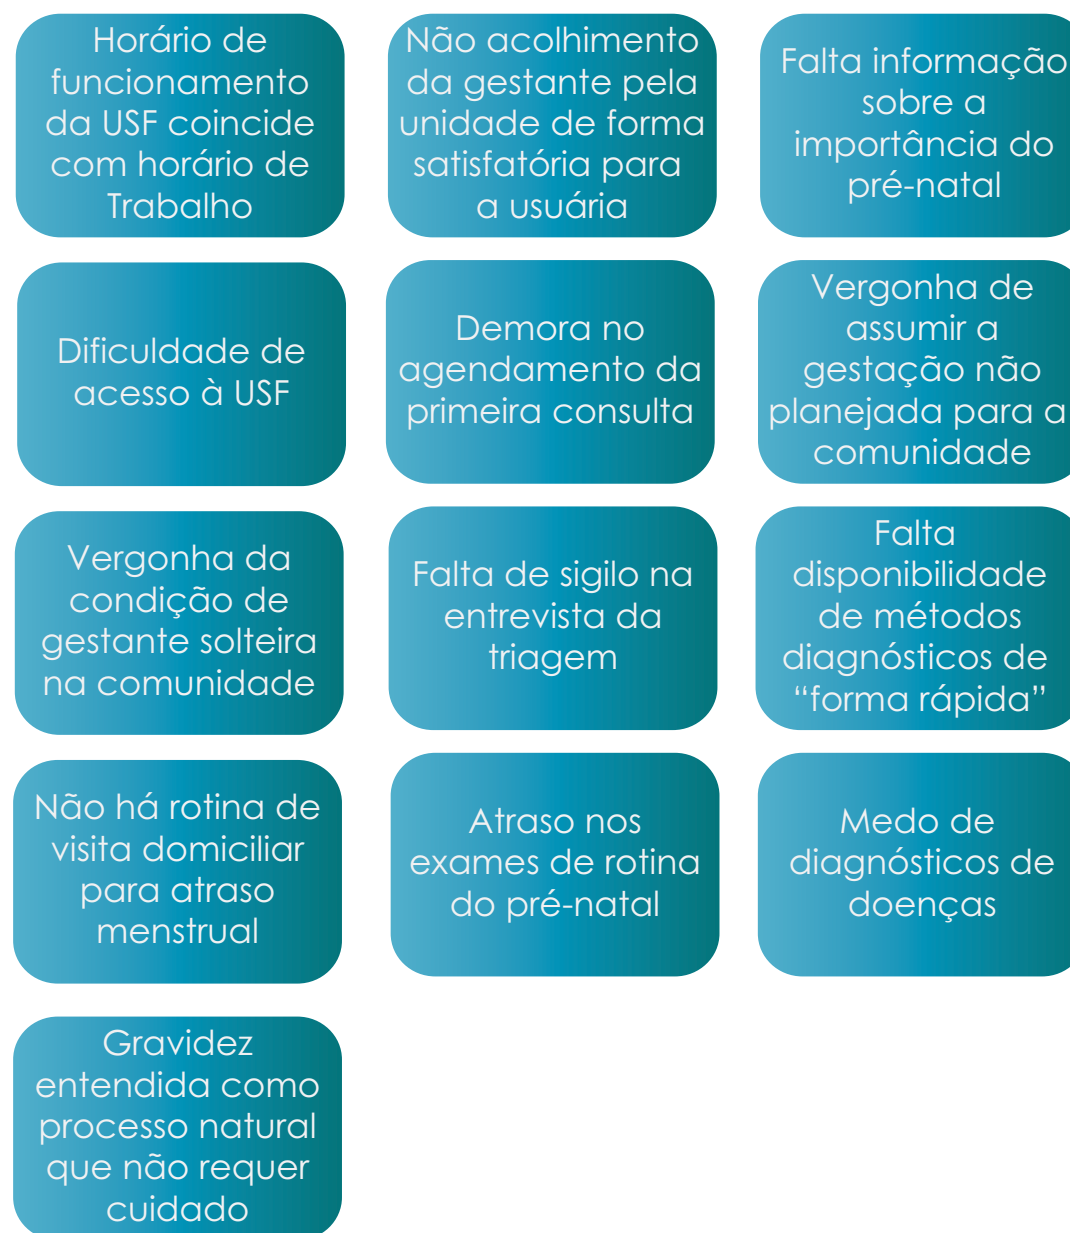 Horário de
funcionamento
da USF coincide
com horário de
Trabalho
Não acolhimento
da gestante pela
unidade de forma
satisfatória para
a usuária
Falta informação
sobre a
importância do
pré-natal
Dificuldade de
acesso à USF
Demora no
agendamento da
primeira consulta
Vergonha de
assumir a
gestação não
planejada para a
comunidade
Vergonha da
condição de
gestante solteira
na comunidade
Falta de sigilo na
entrevista da
triagem
Falta
disponibilidade
de métodos
diagnósticos de
“forma rápida”
Não há rotina de
visita domiciliar
para atraso
menstrual
Atraso nos
exames de rotina
do pré-natal
Medo de
diagnósticos de
doenças
Gravidez
entendida como
processo natural
que não requer
cuidado